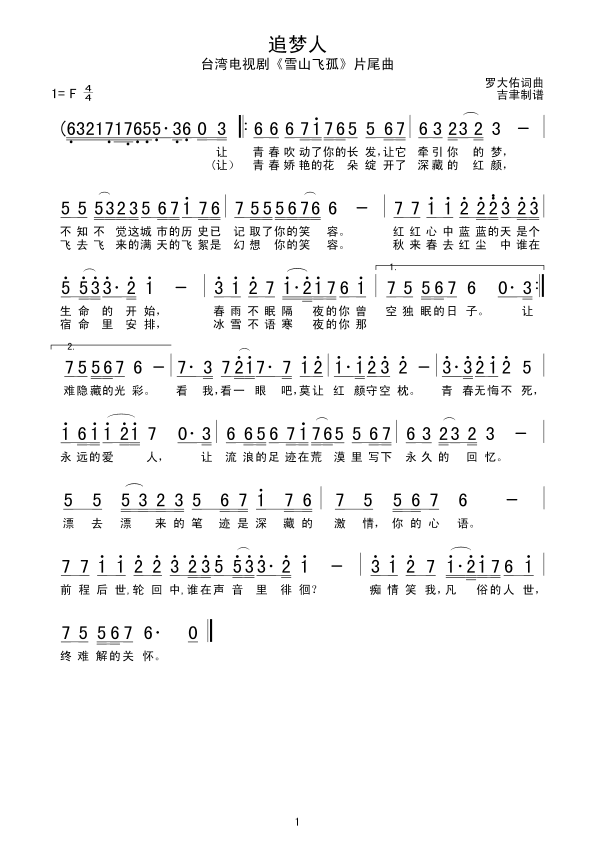 追梦人
台湾电视剧《雪山飞孤》片尾曲
罗大佑词曲
1= F 4/4
吉聿制谱
(6321717655·36 0 3 ‖: 6 6 6 7 1 7 6 5 5 5 6 7 6 3 2 3 2 3 － |
让 青春吹动了你的长发,让它 牵引你 的梦,
(让) 青春娇艳的花 朵绽开了 深藏的 红颜,
5 5 5 3 2 3 5 6 7 1 7 6 | 7 5 5 5 6 7 6 6 － | 7 7 1 1 2 2 2 2 3 2 3 |
不知不 觉这城市的历史已 记取了你的笑 容。 红红心中蓝蓝的天是个
飞去飞 来的满天的飞絮是 幻想 你的笑 容。 秋来春去红尘 中谁在
5 5 3 3· 2 1 － | 3·3 2 1 6 1·2 1 7 6 1 | 7 5 5 6 7 6 0· 3 :‖
1.
生命 的 开始, 春雨不眠隔 夜的你曾 空独眠的日 子。 让
宿命 里 安排, 冰雪不语寒 夜的你那
2.
7 5 5 6 7 6 － | 7· 3 7 2 1 7· 7 1 2 | 1·1 2 3 2 2 － | 3·3 2 1 2 1 2 |
难隐藏的光 彩。 看 我,看一 眼 吧,莫让 红 颜守空 枕。 青 春无悔不 死,
1 6 1 1 1 2 1 7 0· 3 | 6 6 5 6 7 1 7 6 5 5 5 6 7 | 6 3 2 3 2 3 － |
永远的爱 人, 让 流浪的足迹在荒 漠里写下 永久的 回忆。
5 5 5 3 2 3 5 6 7 1 7 6 | 7 5 5 6 7 6 － |
漂 去 漂 来的笔 迹是深 藏的 激 情,你的心 语。
7 7 1 1 2 3 2 3 5 5 3 3· 2 1 － | 3· 2 1 6 1·2 1 7 6 1 |
前程后世,轮回中,谁在声音 里 徘徊? 痴情笑我,凡 俗的人世,
7 5 5 6 7 6· 0 ‖
终难 解的关 怀。
1